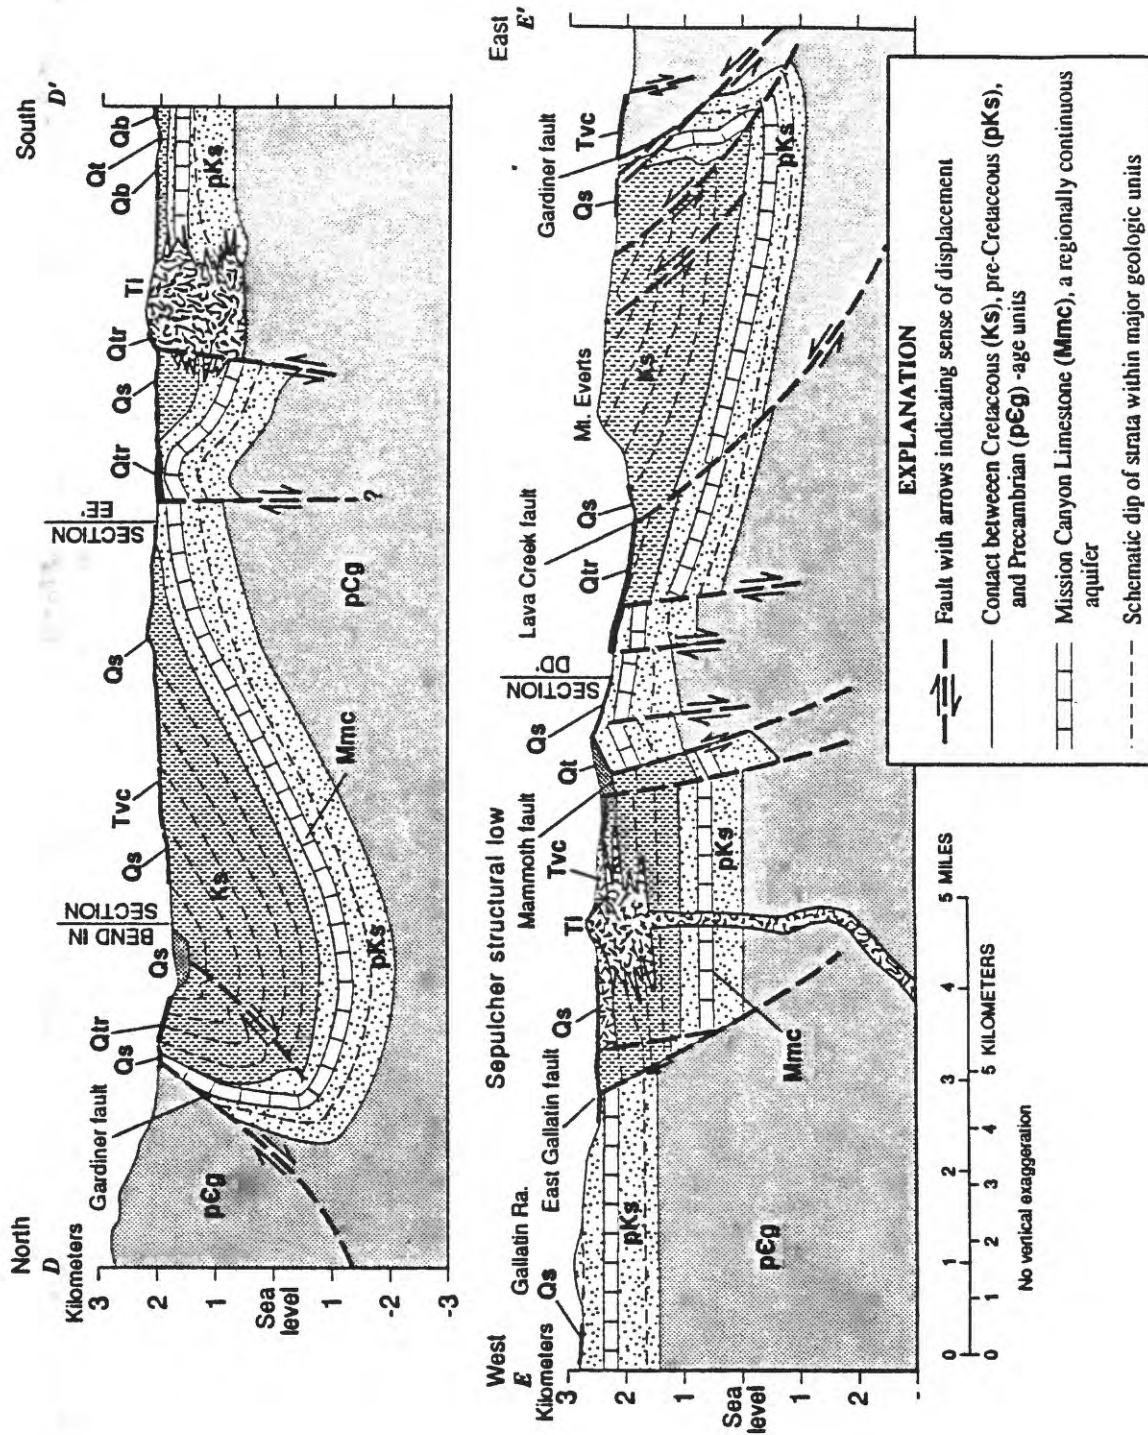 North
D
South
D'
Kilometers
3
2
1
Sea
level
1
-2
-3
Gardiner fault
Qs
Qtr
Qs
BEND IN
SECTION
Qs
Tvc
Qs
SECTION
EE'
Qtr
Qs
Qtr
Tl
Qb
Qt
Qb
pЄg
Ks
pKs
Mmc
pCg
?
pKs
West
E
East
E'
Kilometers
3
2
1
Sea
level
1
2
-
Gallatin Ra.
Qs
East Gallatin fault
Sepulcher structural low
Qs
Tl
Tvc
Mammoth fault
Qt
Qs
SECTION
DD'
Lava Creek fault
Qtr
Qs
Mt. Everts
Gardiner fault
Qs
Tvc
pKs
pЄg
Mmc
pKs
Ks
pKs
0 1 2 3 4 5 MILES
0 1 2 3 4 5 KILOMETERS
No vertical exaggeration
EXPLANATION
Fault with arrows indicating sense of displacement
Contact betweeen Cretaceous (Ks), pre-Cretaceous (pKs),
and Precambrian (pЄg) -age units
Mission Canyon Limestone (Mmc), a regionally continuous
aquifer
Schematic dip of strata within major geologic units